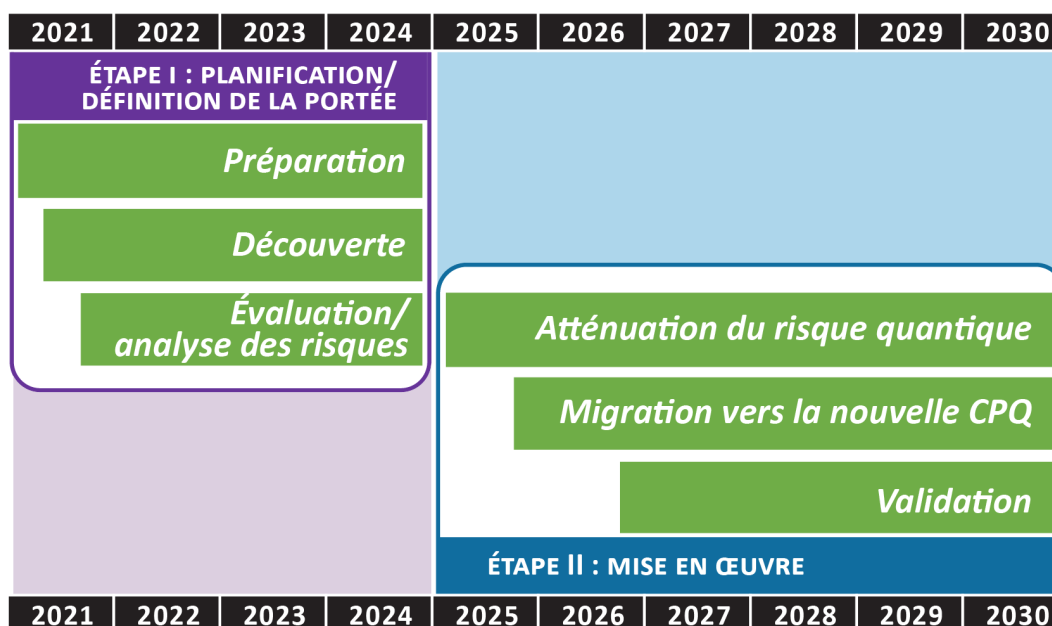 2021 2022 2023 2024 2025 2026 2027 2028 2029 2030
ÉTAPE I : PLANIFICATION/
DÉFINITION DE LA PORTÉE
Préparation
Découverte
Évaluation/
analyse des risques
Atténuation du risque quantique
Migration vers la nouvelle CPQ
Validation
ÉTAPE II : MISE EN ŒUVRE
2021 2022 2023 2024 2025 2026 2027 2028 2029 2030